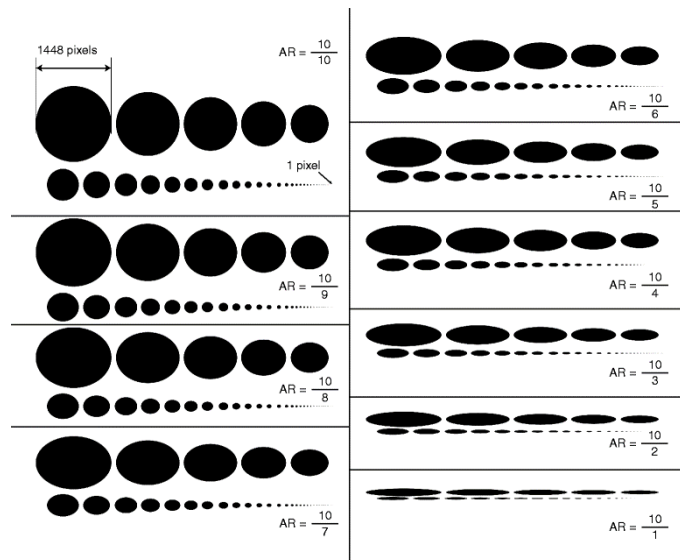 1448 pixels
AR = 10/10
1 pixel
AR = 10/9
AR = 10/8
AR = 10/7
AR = 10/6
AR = 10/5
AR = 10/4
AR = 10/3
AR = 10/2
AR = 10/1